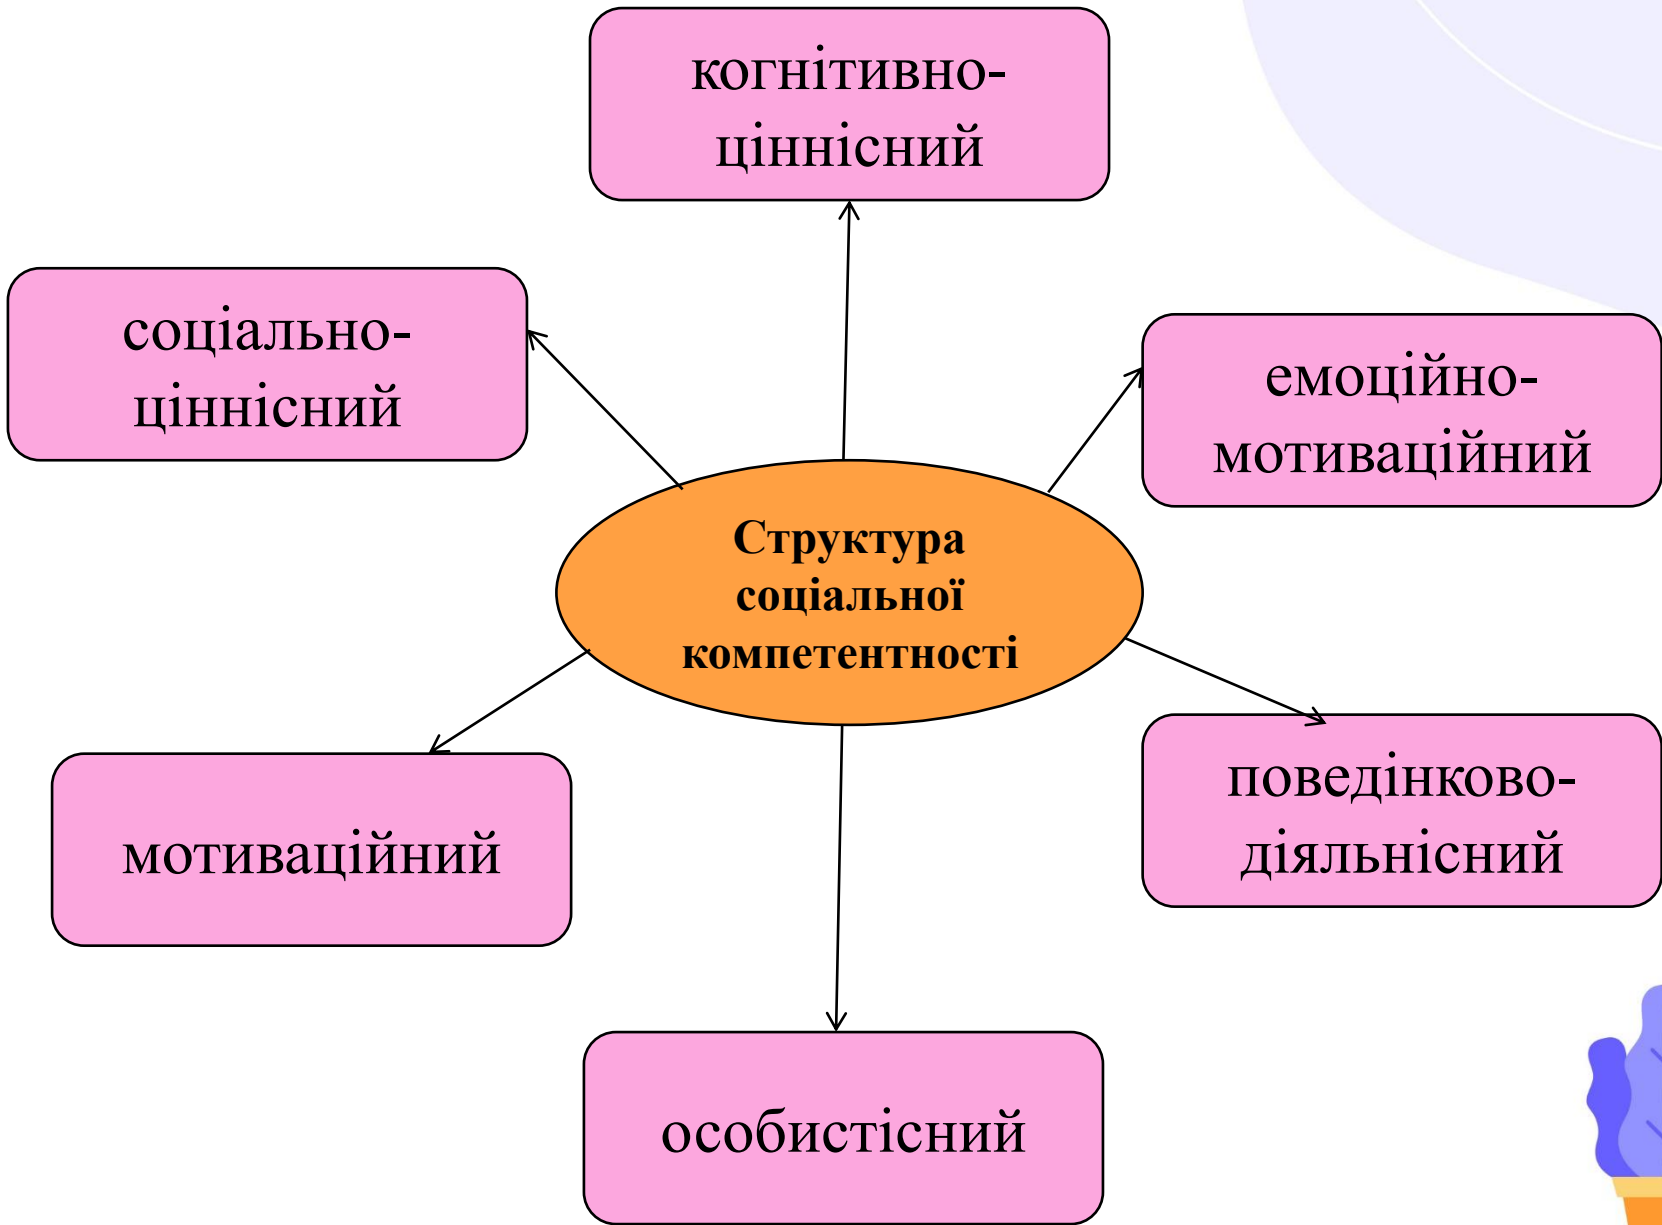 когнітивно-
ціннісний
соціально-
ціннісний
емоційно-
мотиваційний
Структура
соціальної
компетентності
мотиваційний
поведінково-
діяльнісний
особистісний